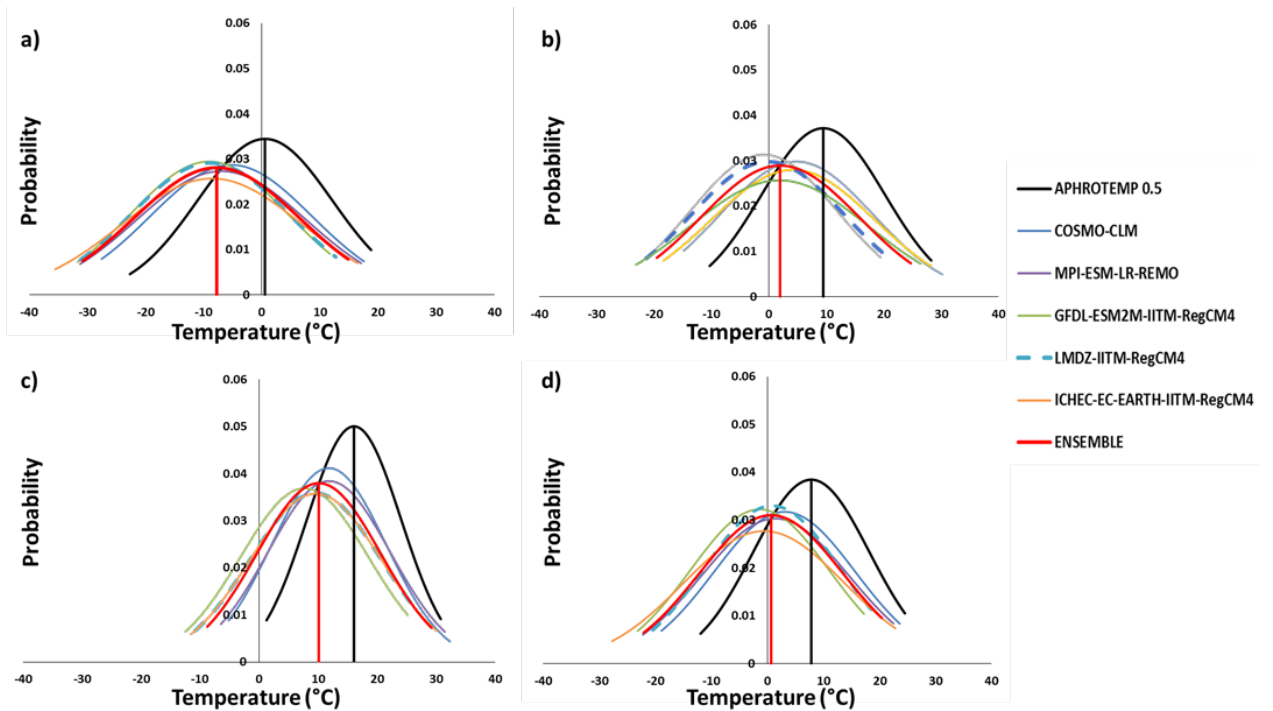 a)
0.06
0.05
0.04
0.03
0.02
0.01
0
Probability
-40 -30 -20 -10 0 10 20 30 40
Temperature (°C)
b)
0.06
0.05
0.04
0.03
0.02
0.01
0
Probability
-40 -30 -20 -10 0 10 20 30 40
Temperature (°C)
c)
0.06
0.05
0.04
0.03
0.02
0.01
0
Probability
-40 -30 -20 -10 0 10 20 30 40
Temperature (°C)
d)
0.06
0.05
0.04
0.03
0.02
0.01
0
Probability
-40 -30 -20 -10 0 10 20 30 40
Temperature (°C)
APHROTEMP 0.5
COSMO-CLM
MPI-ESM-LR-REMO
GFDL-ESM2M-IITM-RegCM4
LMDZ-IITM-RegCM4
ICHEC-EC-EARTH-IITM-RegCM4
ENSEMBLE